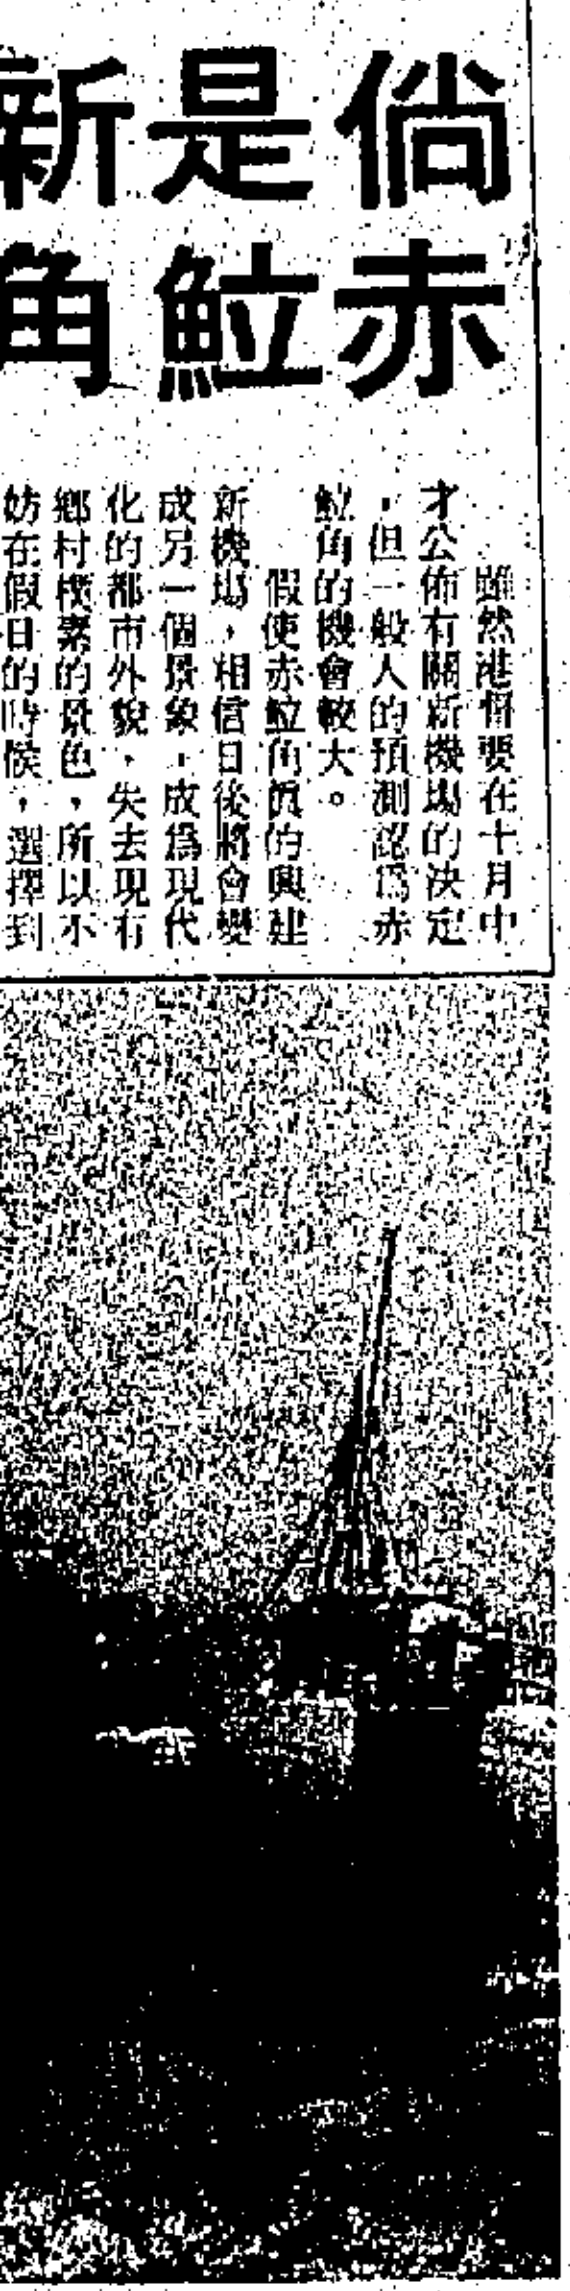 倘是新
赤鱲角
雖然港督要在十月中
才公佈有關新機場的決定
，但一般人的預測認爲赤
鱲角的機會較大。
假使赤鱲角真的興建
新機場，相信日後將會變
成另一個景象，成爲現代
化的都市外貌，失去現有
鄉村樸素的景色，所以不
妨在假日的時候，選擇到